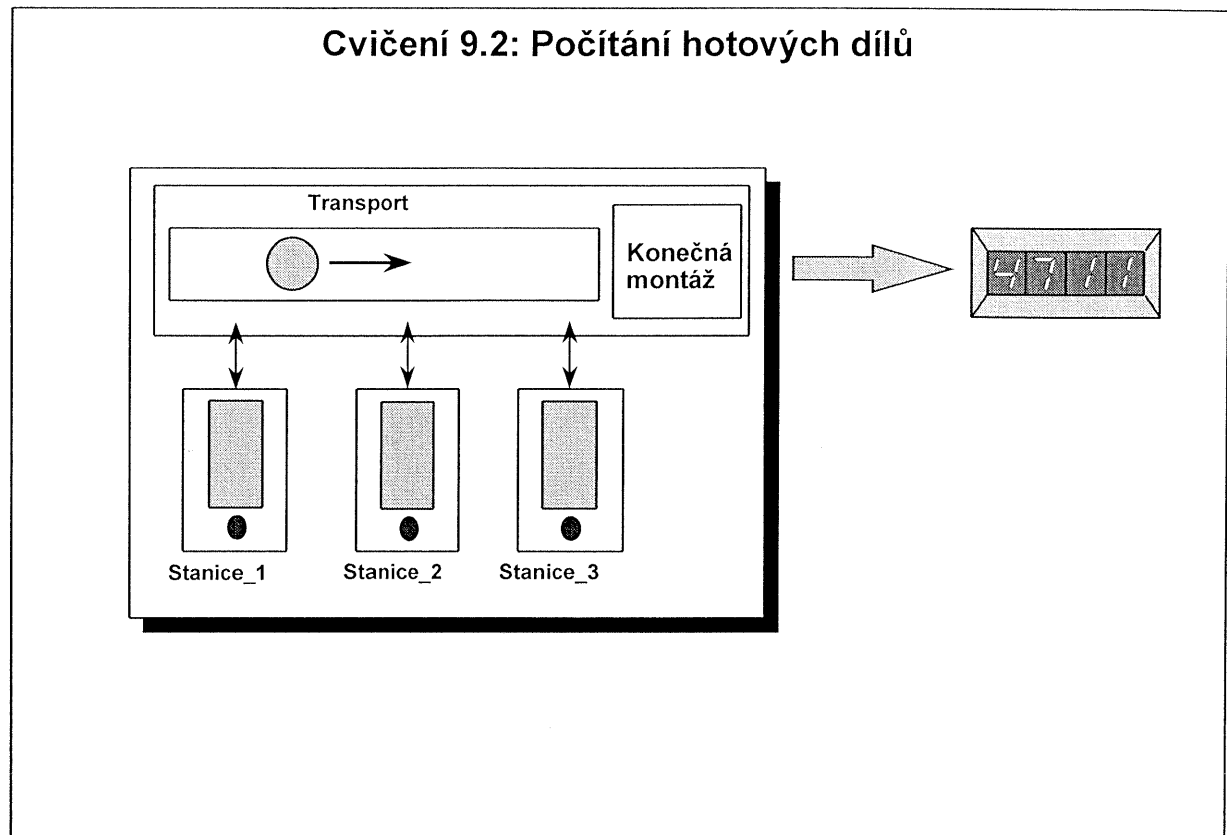 Cvičení 9.2: Počítání hotových dílů
Transport
Konečná
montáž
4711
Stanice_1
Stanice_2
Stanice_3